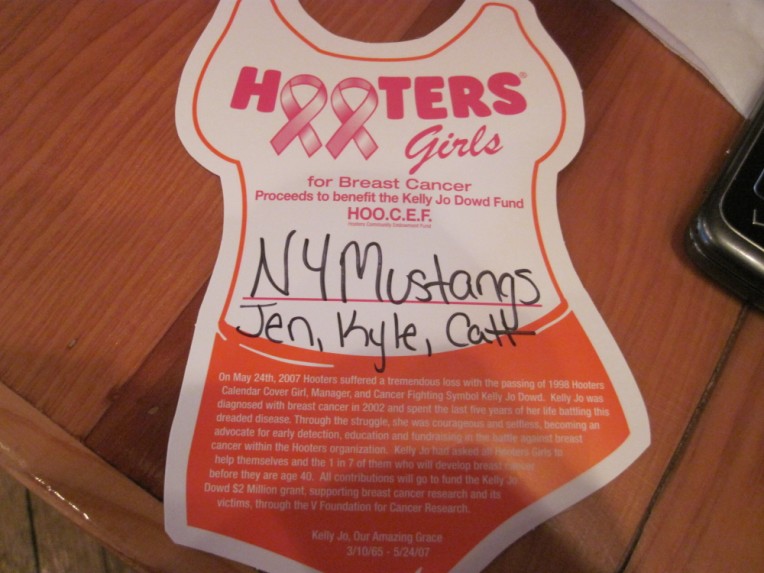 HOOTERS®
Girls
for Breast Cancer
Proceeds to benefit the Kelly Jo Dowd Fund
HOO.C.E.F.
Hooters Community Endowment Fund
NY Mustangs
Jen, Kyle, Catt
On May 24th, 2007 Hooters suffered a tremendous loss with the passing of 1998 Hooters
Calendar Cover Girl, Manager, and Cancer Fighting Symbol Kelly Jo Dowd. Kelly Jo was
diagnosed with breast cancer in 2002 and spent the last five years of her life battling this
dreaded disease. Through the struggle, she was courageous and selfless, becoming an
advocate for early detection, education and fundraising in the battle against breast
cancer within the Hooters organization. Kelly Jo had asked all Hooters Girls to
help themselves and the 1 in 7 of them who will develop breast cancer
before they are age 40. All contributions will go to fund the Kelly Jo
Dowd $2 Million grant, supporting breast cancer research and its
victims, through the V Foundation for Cancer Research.
Kelly Jo, Our Amazing Grace
3/10/65 - 5/24/07